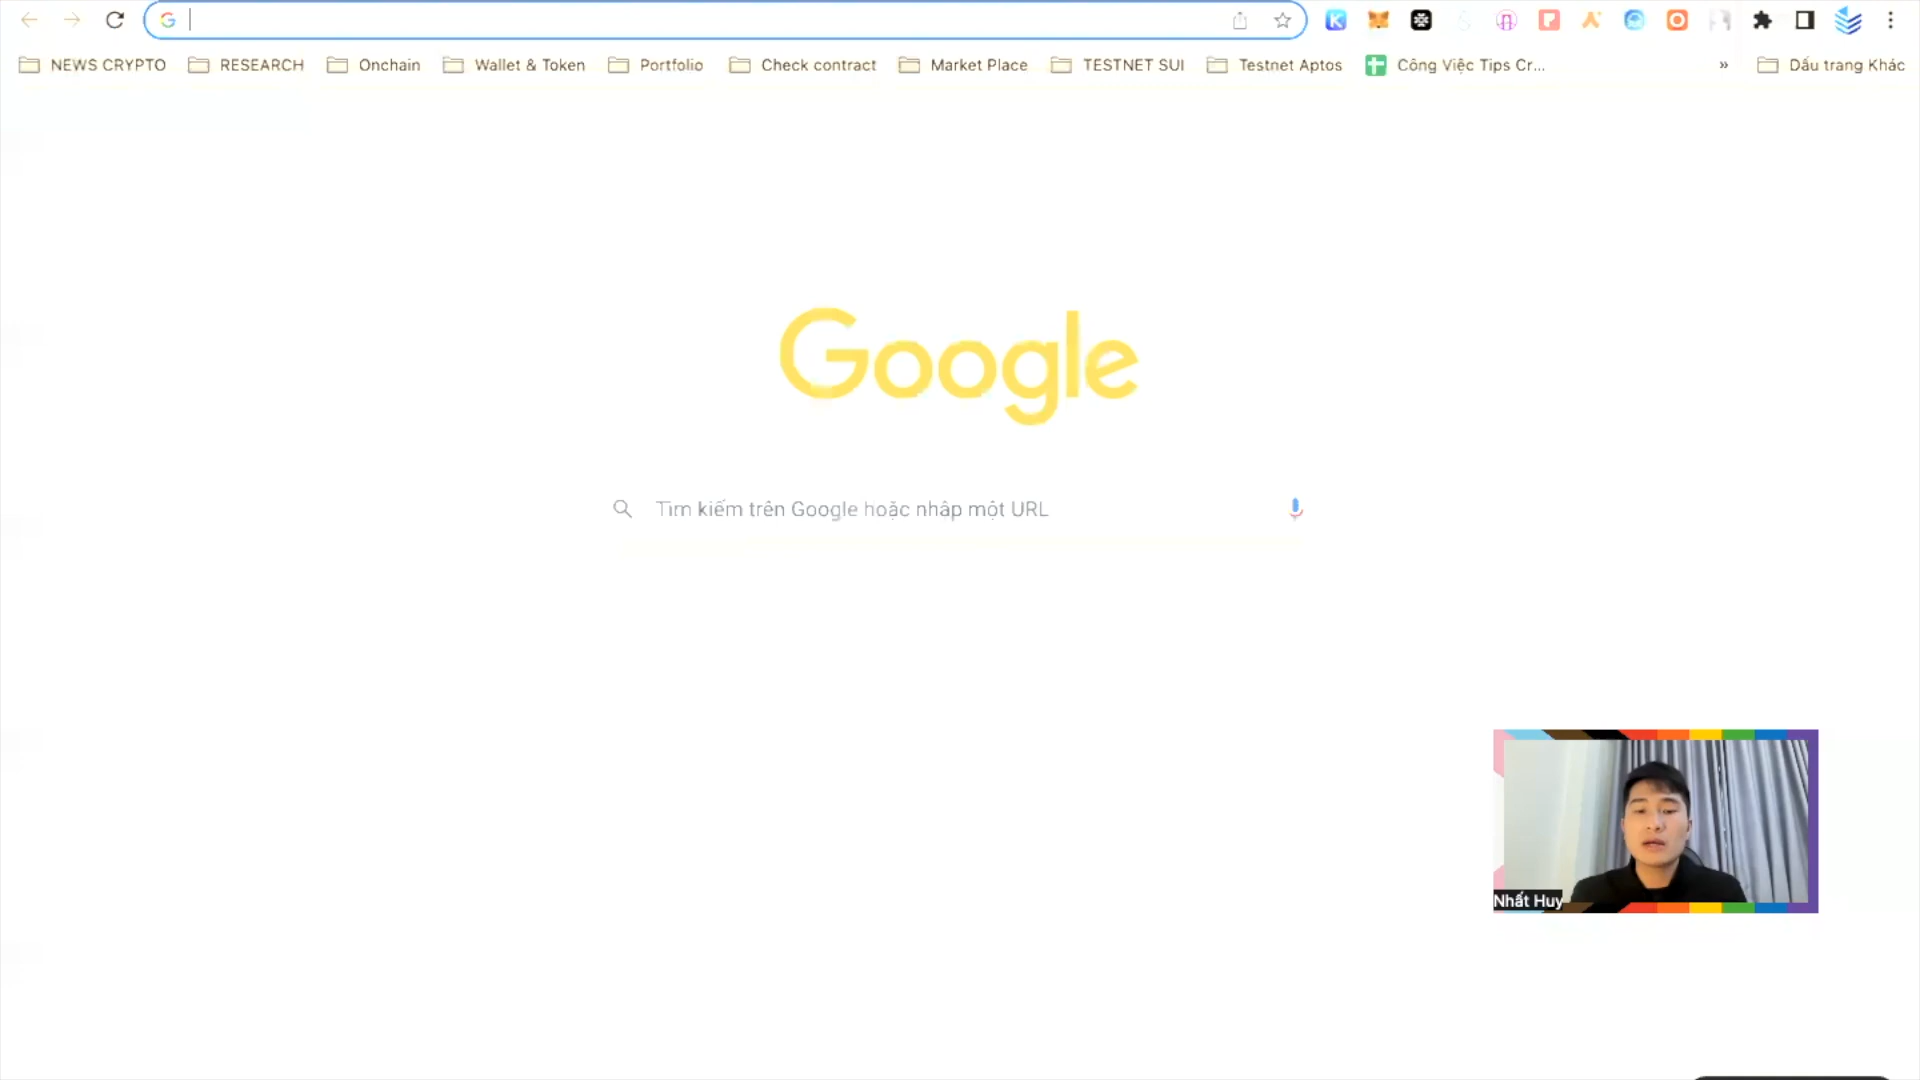 NEWS CRYPTO
RESEARCH
Onchain
Wallet & Token
Portfolio
Check contract
Market Place
TESTNET SUI
Testnet Aptos
Công Việc Tips Cr...
»
Dấu trang Khác
Google
Tìm kiếm trên Google hoặc nhập một URL
Nhất Huy